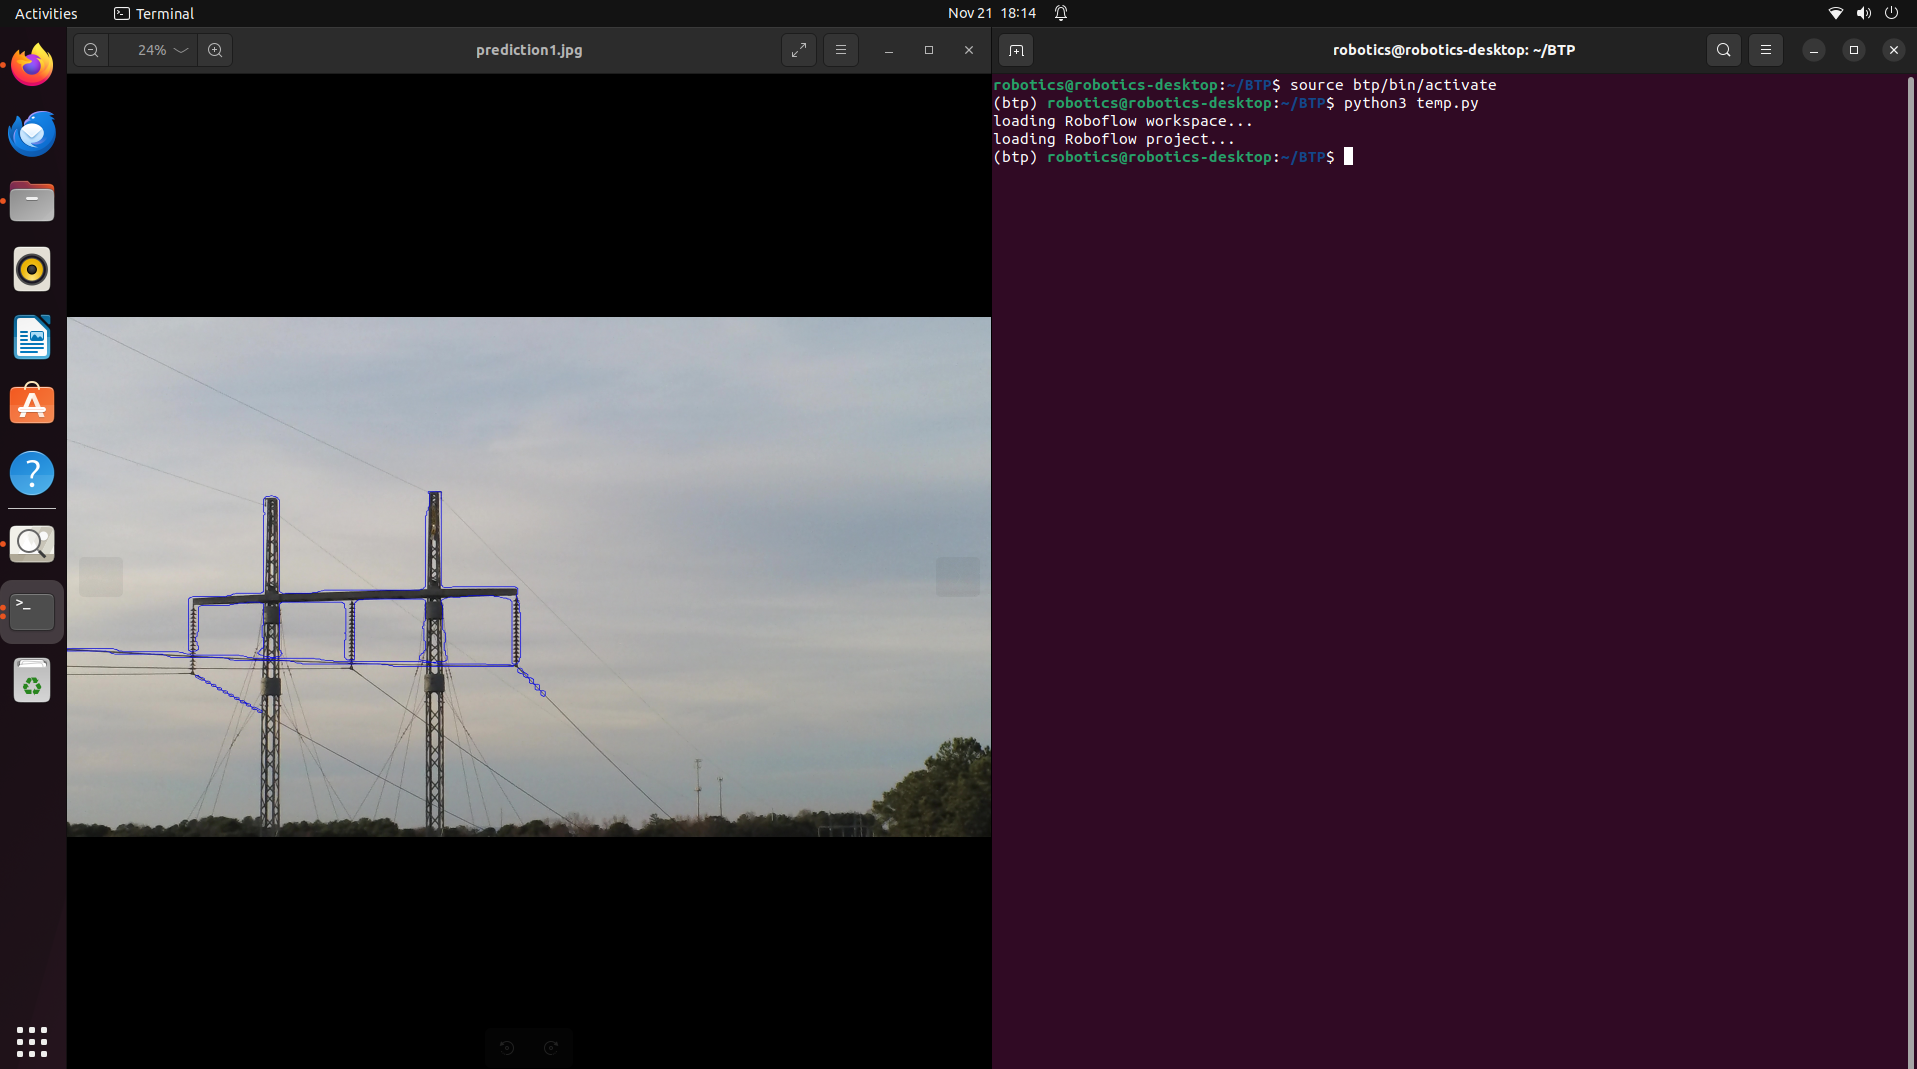 Activities
Terminal
Nov 21 18:14
24%
prediction1.jpg
robotics@robotics-desktop: ~/BTP
robotics@robotics-desktop:~/BTP$ source btp/bin/activate
(btp) robotics@robotics-desktop:~/BTP$ python3 temp.py
loading Roboflow workspace...
loading Roboflow project...
(btp) robotics@robotics-desktop:~/BTP$